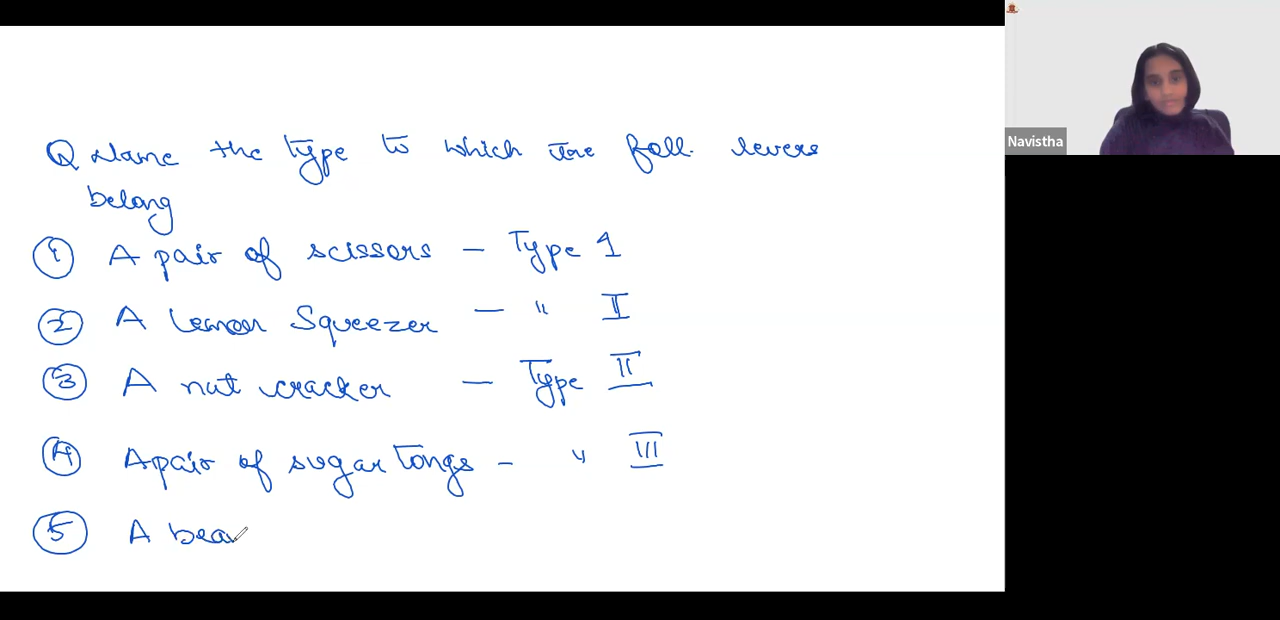 Q Name the type to which the foll. levers
belong
① A pair of scissors - Type 1
② A lemon Squeezer - " II
③ A nut cracker - Type II
④ A pair of sugar tongs - " III
⑤ A bea
Navistha